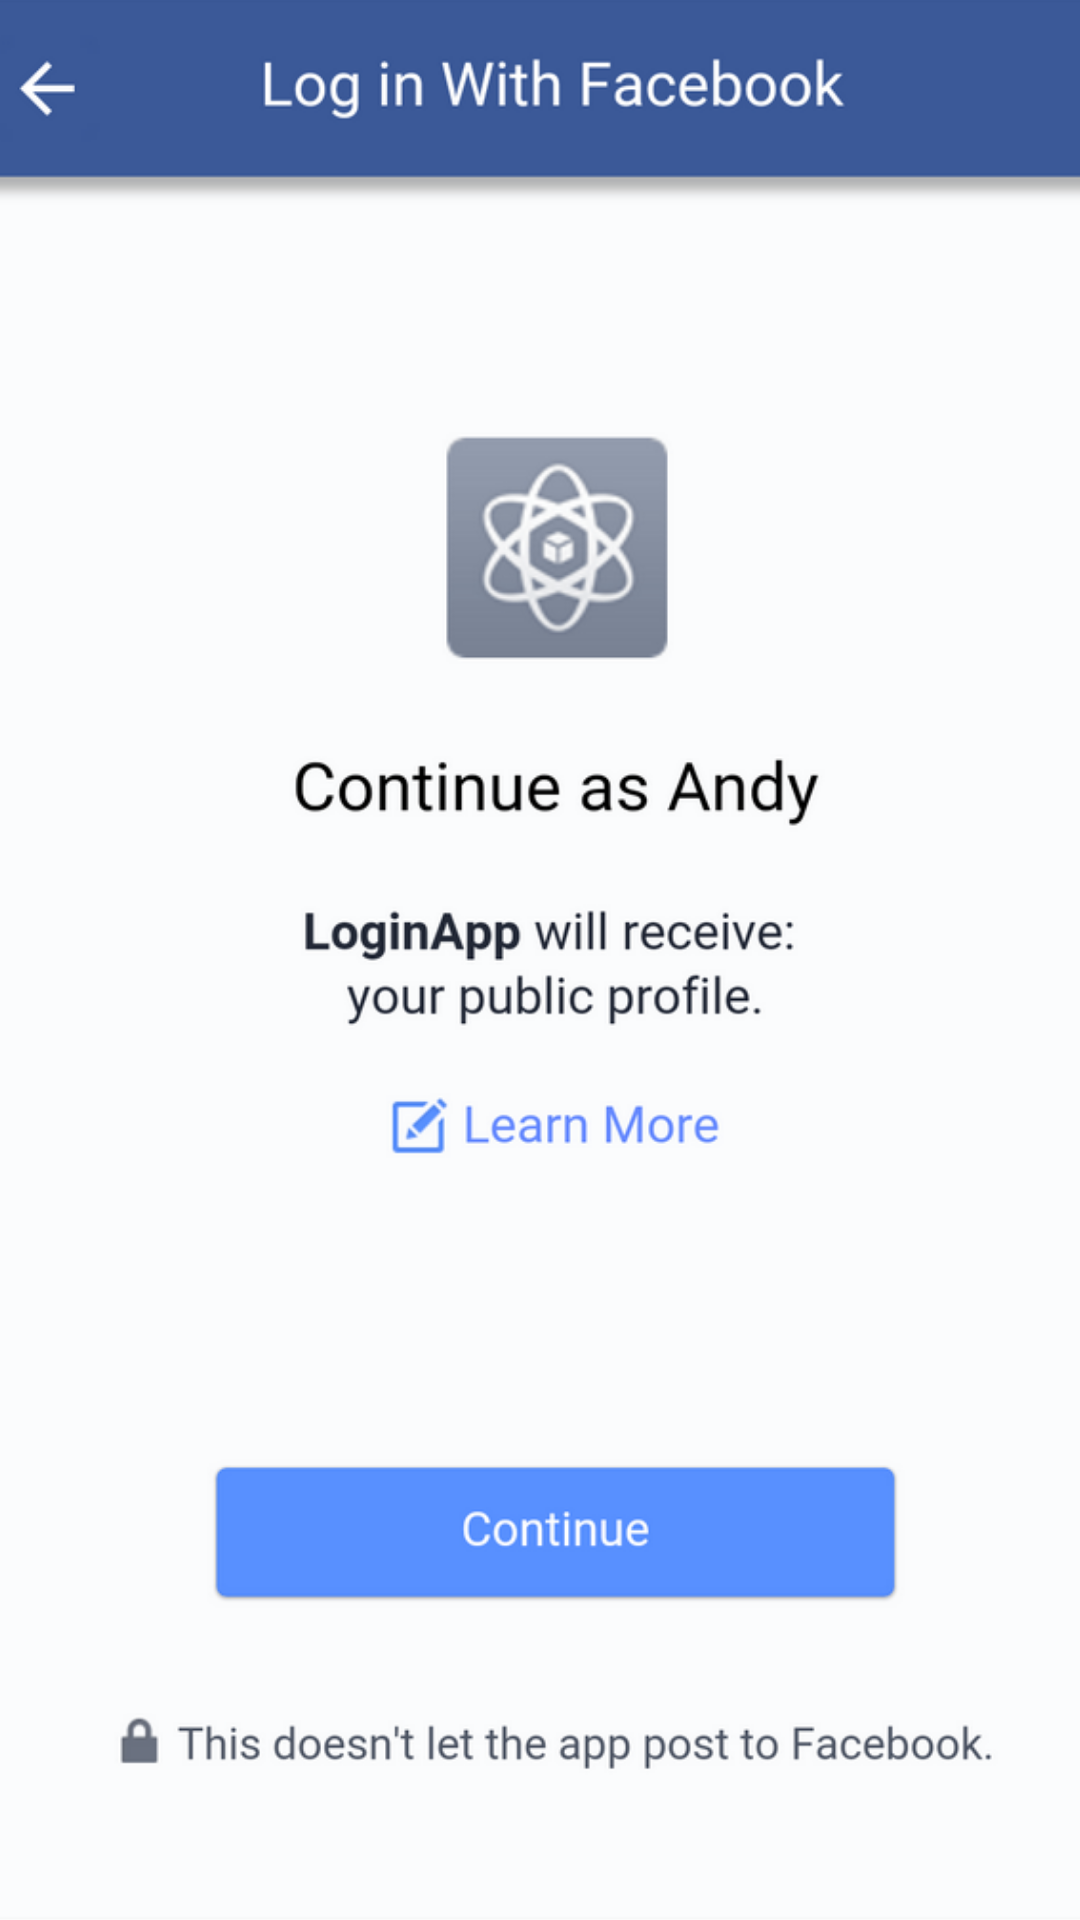 Log in With Facebook
Continue as Andy
LoginApp will receive:
your public profile.
Learn More
Continue
This doesn't let the app post to Facebook.